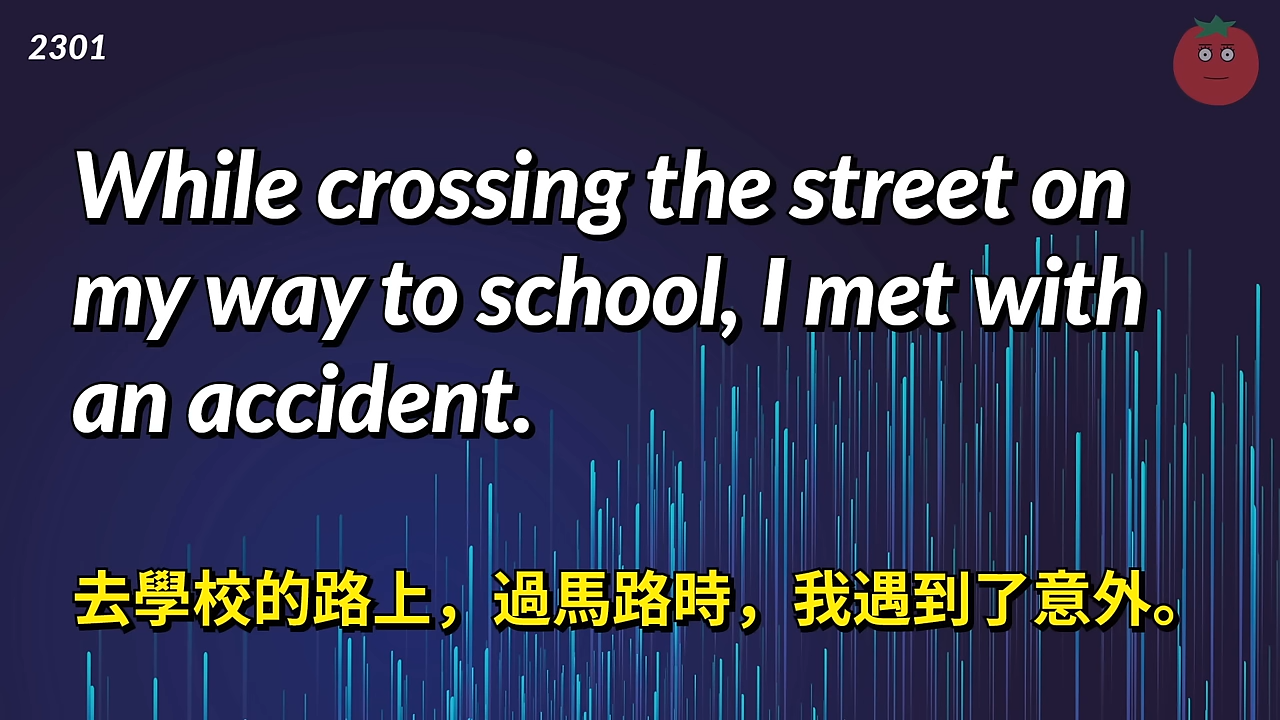 2301
While crossing the street on
my way to school, I met with
an accident.
去學校的路上，過馬路時，我遇到了意外。